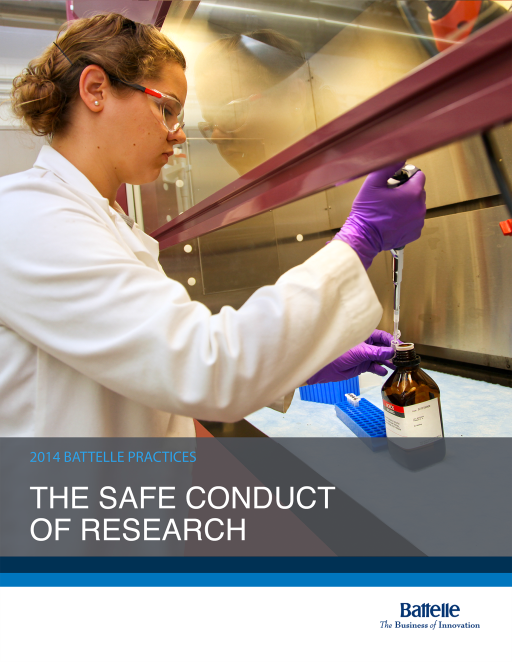 2014 BATTELLE PRACTICES
THE SAFE CONDUCT
OF RESEARCH
Battelle
The Business of Innovation